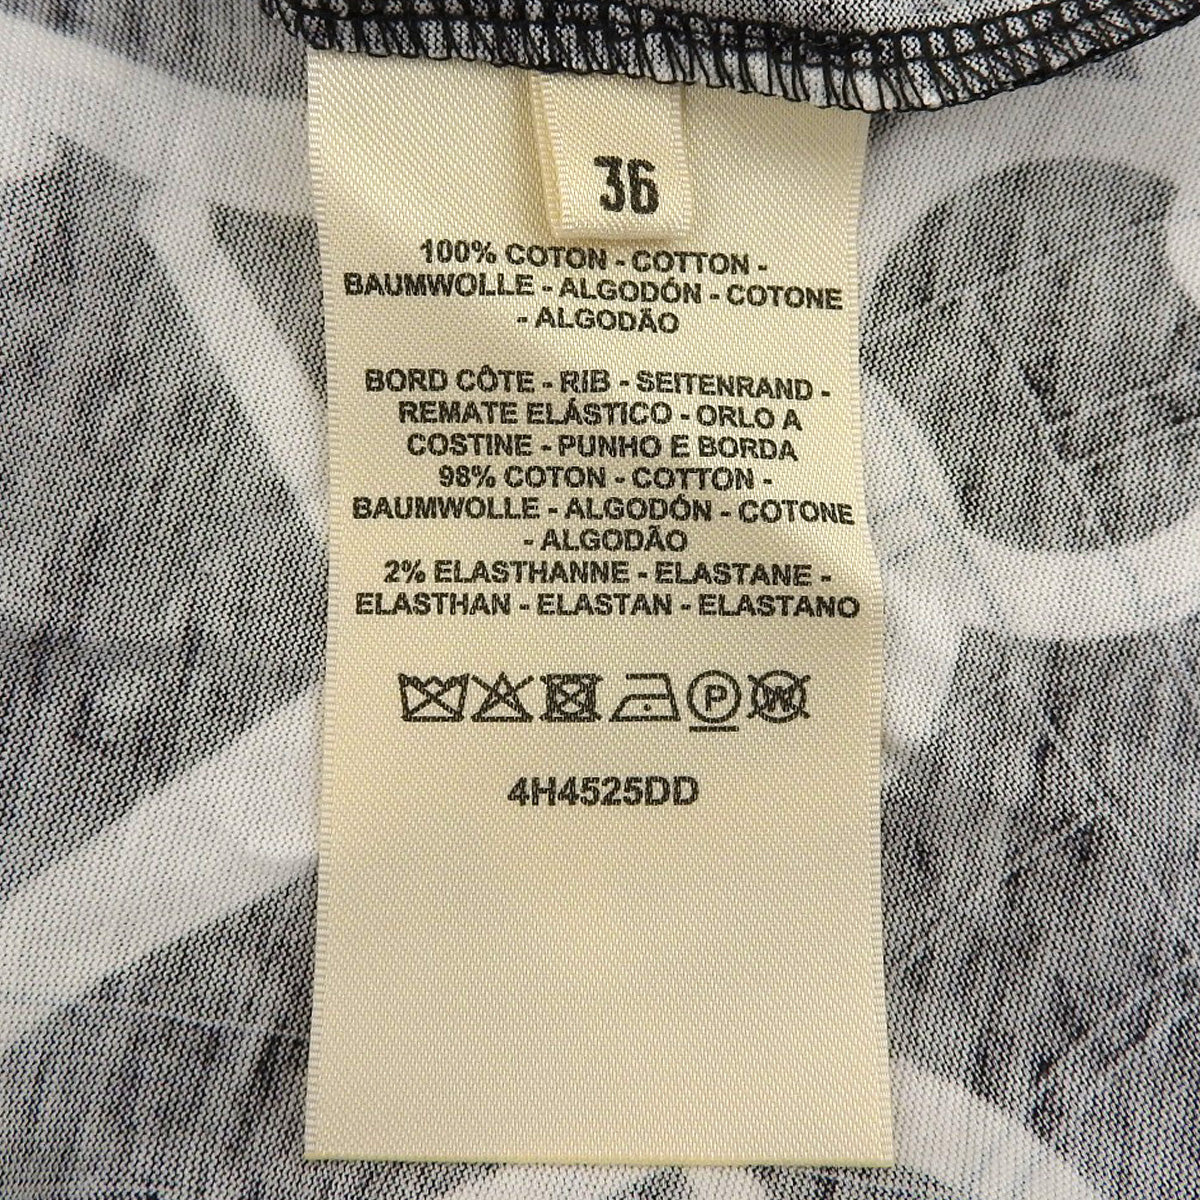 36
100% COTON - COTTON -
BAUMWOLLE - ALGODÓN - COTONE
- ALGODÃO
BORD CÔTE - RIB - SEITENRAND -
REMATE ELÁSTICO - ORLO A
COSTINE - PUNHO E BORDA
98% COTON - COTTON -
BAUMWOLLE - ALGODÓN - COTONE
- ALGODÃO
2% ELASTHANNE - ELASTANE -
ELASTHAN - ELASTAN - ELASTANO
P W
4H4525DD